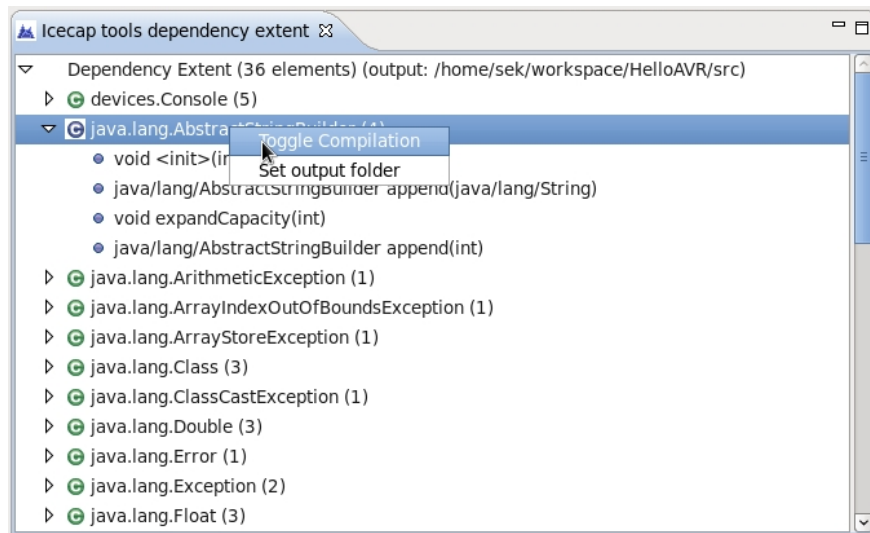 Icecap tools dependency extent
Dependency Extent (36 elements) (output: /home/sek/workspace/HelloAVR/src)
devices.Console (5)
java.lang.AbstractStringBuilder (4)
Toggle Compilation
void <init>(in
Set output folder
java/lang/AbstractStringBuilder append(java/lang/String)
void expandCapacity(int)
java/lang/AbstractStringBuilder append(int)
java.lang.ArithmeticException (1)
java.lang.ArrayIndexOutOfBoundsException (1)
java.lang.ArrayStoreException (1)
java.lang.Class (3)
java.lang.ClassCastException (1)
java.lang.Double (3)
java.lang.Error (1)
java.lang.Exception (2)
java.lang.Float (3)